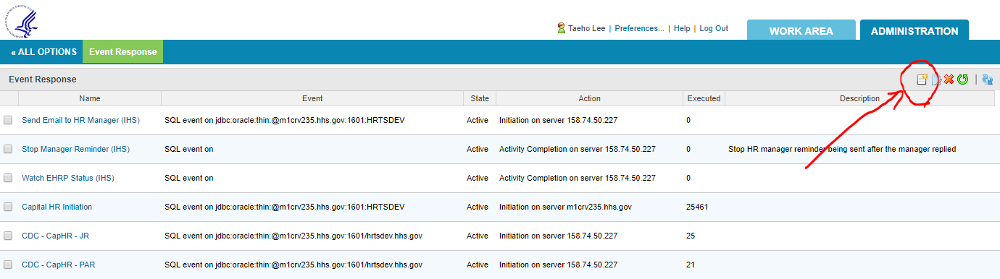 Taeho Lee | Preferences... | Help | Log Out
WORK AREA
ADMINISTRATION
« ALL OPTIONS
Event Response
Event Response
Name Event State Action Executed Description
Send Email to HR Manager (IHS) SQL event on jdbc:oracle:thin:@m1crv235.hhs.gov:1601:HRTSDEV Active Initiation on server 158.74.50.227 0
Stop Manager Reminder (IHS) SQL event on Active Activity Completion on server 158.74.50.227 0 Stop HR manager reminder being sent after the manager replied
Watch EHRP Status (IHS) SQL event on Active Activity Completion on server 158.74.50.227 0
Capital HR Initiation SQL event on jdbc:oracle:thin:@m1crv235.hhs.gov:1601:HRTSDEV Active Initiation on server m1crv235.hhs.gov 25461
CDC - CapHR - JR SQL event on jdbc:oracle:thin:@m1crv235.hhs.gov:1601/hrtsdev.hhs.gov Active Initiation on server 158.74.50.227 25
CDC - CapHR - PAR SQL event on jdbc:oracle:thin:@m1crv235.hhs.gov:1601/hrtsdev.hhs.gov Active Initiation on server 158.74.50.227 21